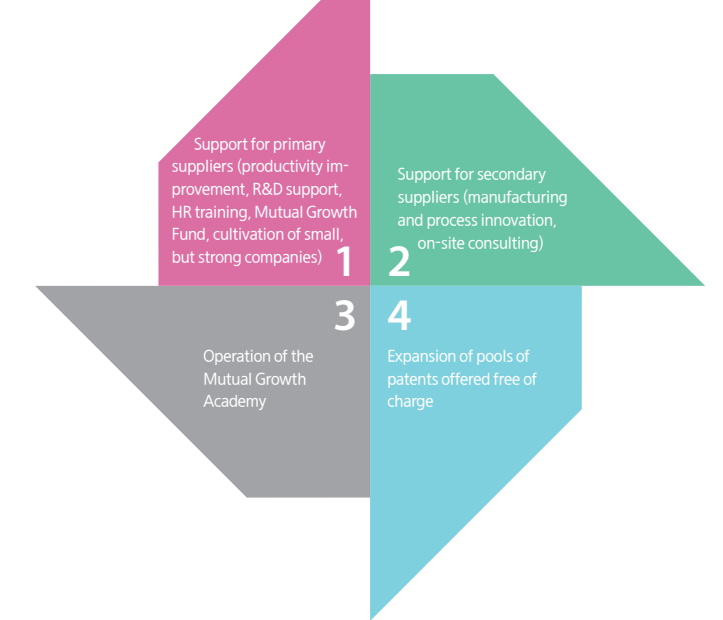 Support for primary
suppliers (productivity im-
provement, R&D support,
HR training, Mutual Growth
Fund, cultivation of small,
but strong companies)
1
Support for secondary
suppliers (manufacturing
and process innovation,
on-site consulting)
2
3
Operation of the
Mutual Growth
Academy
4
Expansion of pools of
patents offered free of
charge